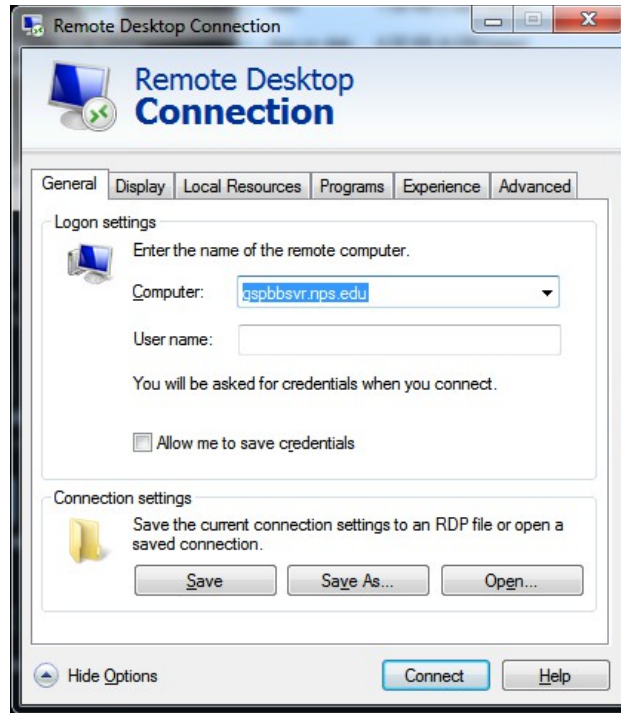 Remote Desktop Connection
Remote Desktop
Connection
General Display Local Resources Programs Experience Advanced
Logon settings
Enter the name of the remote computer.
Computer: gspbbsvr.nps.edu
User name:
You will be asked for credentials when you connect.
Allow me to save credentials
Connection settings
Save the current connection settings to an RDP file or open a
saved connection.
Save Save As... Open...
Hide Options Connect Help